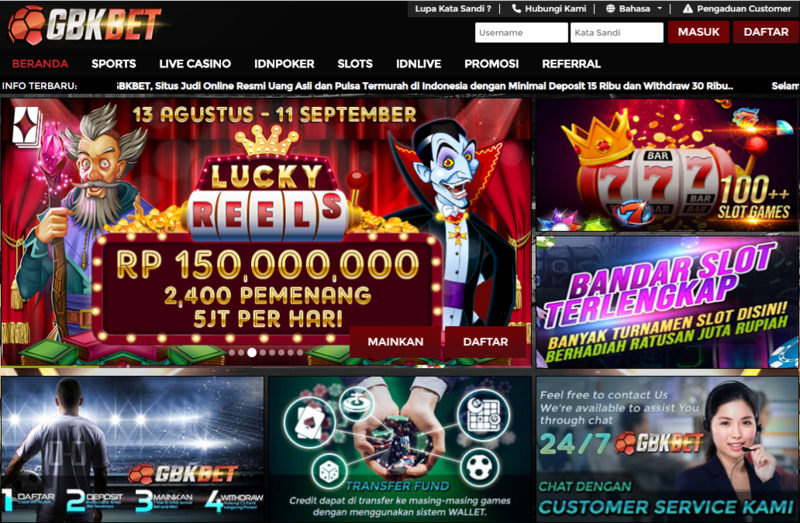 GBKBET
Lupa Kata Sandi ? | Hubungi Kami | Bahasa | Pengaduan Customer
Username
Kata Sandi
MASUK
DAFTAR
BERANDA SPORTS LIVE CASINO IDNPOKER SLOTS IDNLIVE PROMOSI REFERRAL
INFO TERBARU: GBKBET, Situs Judi Online Resmi Uang Asli dan Pulsa Termurah di Indonesia dengan Minimal Deposit 15 Ribu dan Withdraw 30 Ribu.. Selam
13 AGUSTUS - 11 SEPTEMBER
LUCKY
REELS
RP 150,000,000
2,400 PEMENANG
5JT PER HARI
MAINKAN
DAFTAR
BAR
7 7 7
BAR BAR
7
100++
SLOT GAMES
BANDAR SLOT
TERLENGKAP
BANYAK TURNAMEN SLOT DISINI!
BERHADIAH RATUSAN JUTA RUPIAH
GBKBET
1 DAFTAR
2 DEPOSIT
3 MAINKAN
4 WITHDRAW
TRANSFER FUND
Credit dapat di transfer ke masing-masing games
dengan menggunakan sistem WALLET.
Feel free to contact Us
We're available to assist You
through chat
24/7 GBKBET
CHAT DENGAN
CUSTOMER SERVICE KAMI